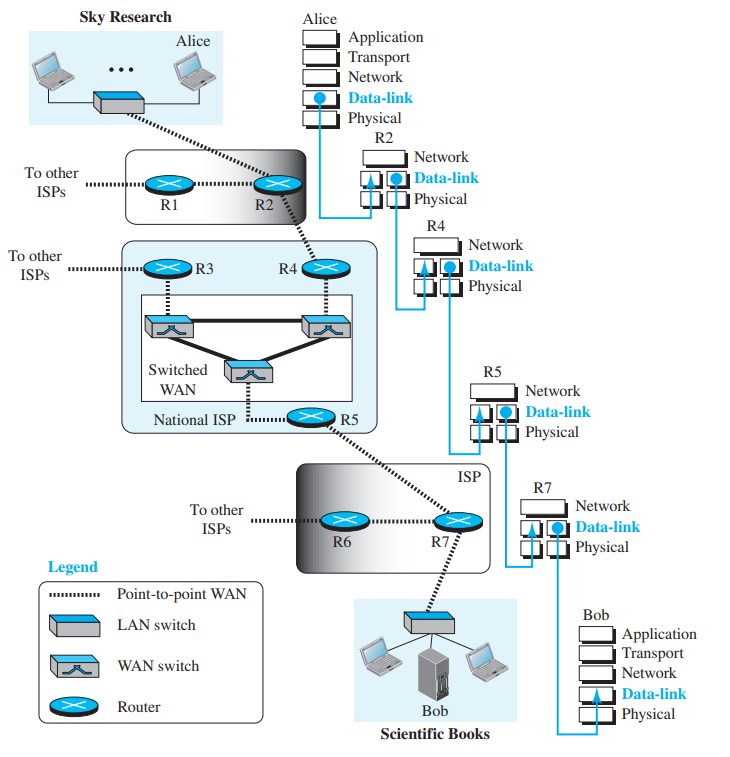 Sky Research
Alice
Alice
Application
Transport
Network
Data-link
Physical
R2
Network
Data-link
Physical
To other
ISPs
R1
R2
R4
Network
Data-link
Physical
To other
ISPs
R3
R4
Switched
WAN
National ISP
R5
R5
Network
Data-link
Physical
ISP
To other
ISPs
R6
R7
R7
Network
Data-link
Physical
Legend
Point-to-point WAN
LAN switch
WAN switch
Router
Bob
Scientific Books
Bob
Application
Transport
Network
Data-link
Physical